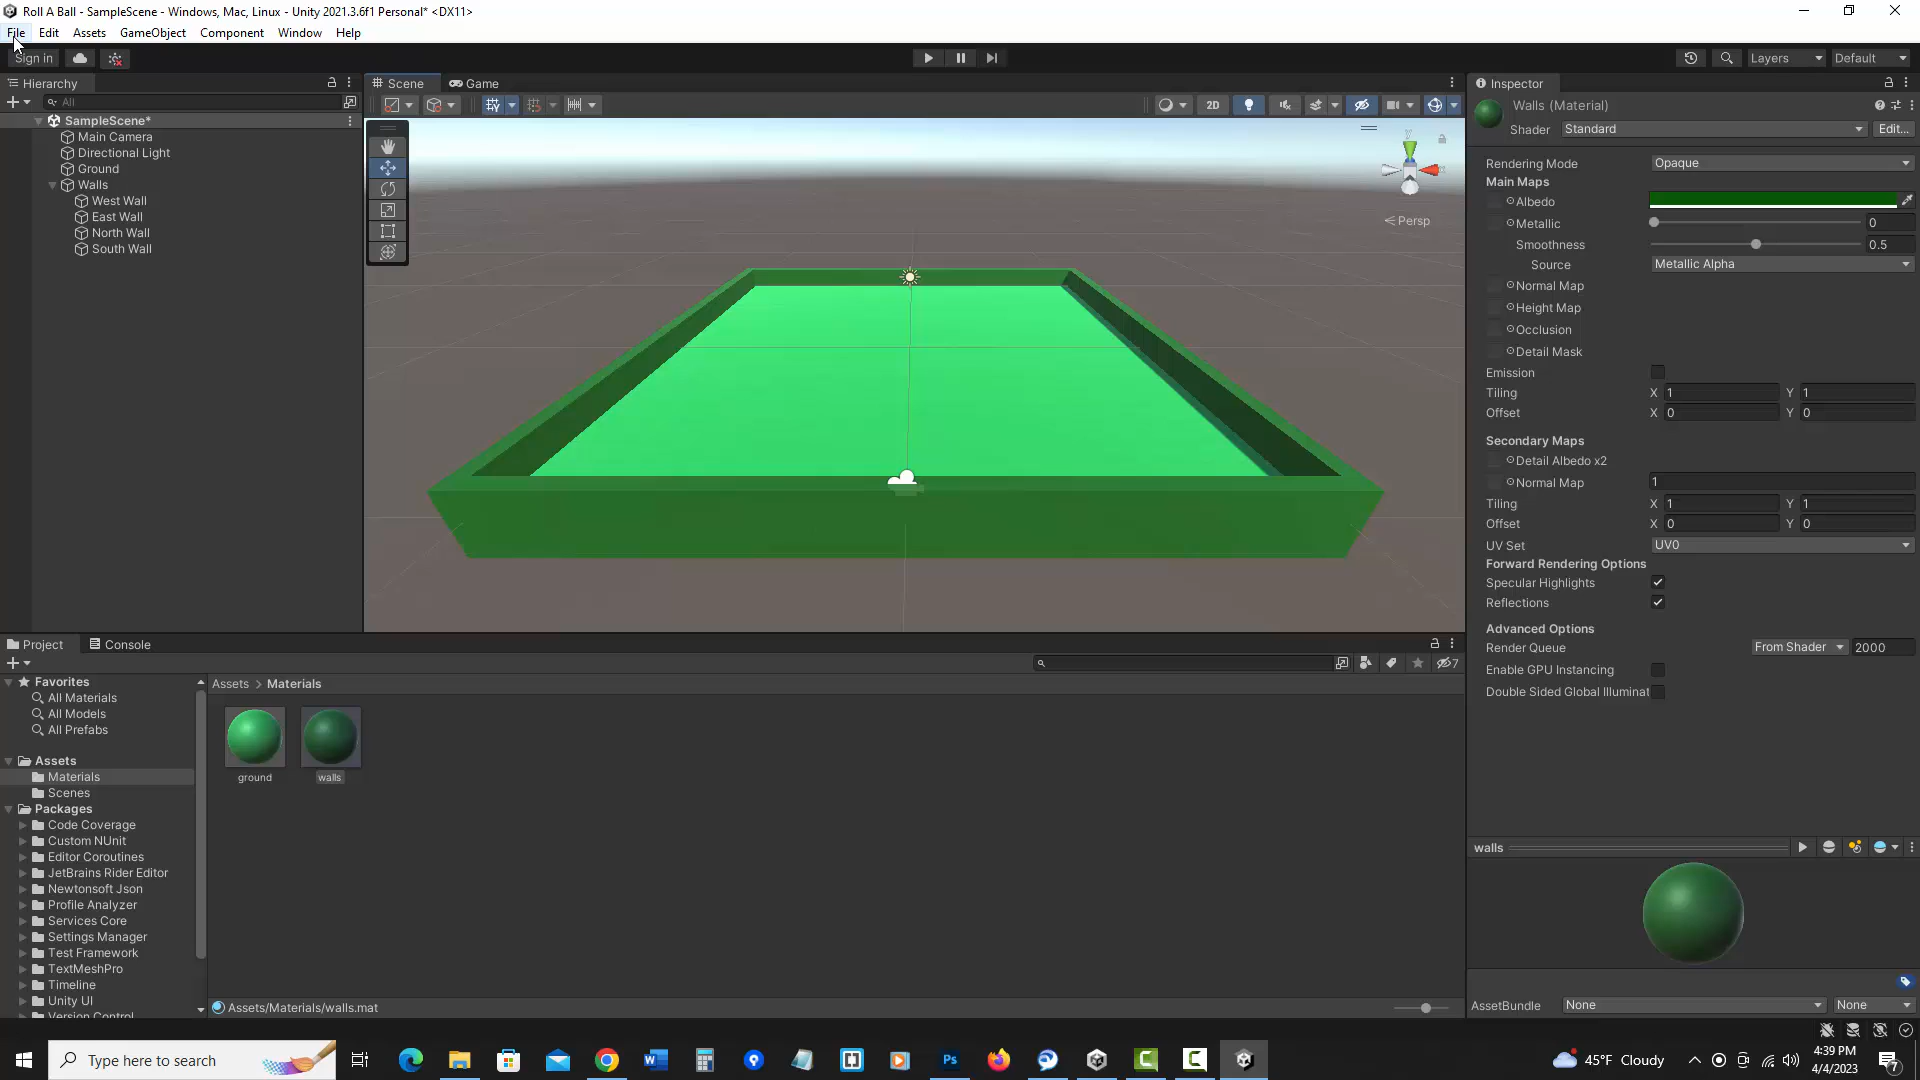 Roll A Ball - SampleScene - Windows, Mac, Linux - Unity 2021.3.6f1 Personal* <DX11>
File Edit Assets GameObject Component Window Help
Sign in Layers Default
Hierarchy
All
SampleScene*
Main Camera
Directional Light
Ground
Walls
West Wall
East Wall
North Wall
South Wall
Scene Game
2D
y
Persp
Inspector
Walls (Material)
Shader Standard Edit...
Rendering Mode Opaque
Main Maps
Albedo
Metallic 0
Smoothness 0.5
Source Metallic Alpha
Normal Map
Height Map
Occlusion
Detail Mask
Emission
Tiling X 1 Y 1
Offset X 0 Y 0
Secondary Maps
Detail Albedo x2
Normal Map 1
Tiling X 1 Y 1
Offset X 0 Y 0
UV Set UV0
Forward Rendering Options
Specular Highlights
Reflections
Advanced Options
Render Queue From Shader 2000
Enable GPU Instancing
Double Sided Global Illuminat
walls
AssetBundle None None
Project Console
7
Favorites
All Materials
All Models
All Prefabs
Assets
Materials
Scenes
Packages
Code Coverage
Custom NUnit
Editor Coroutines
JetBrains Rider Editor
Newtonsoft Json
Profile Analyzer
Services Core
Settings Manager
Test Framework
TextMeshPro
Timeline
Unity UI
Version Control
Assets > Materials
ground walls
Assets/Materials/walls.mat
Type here to search
Ps
45°F Cloudy
4:39 PM
4/4/2023
7